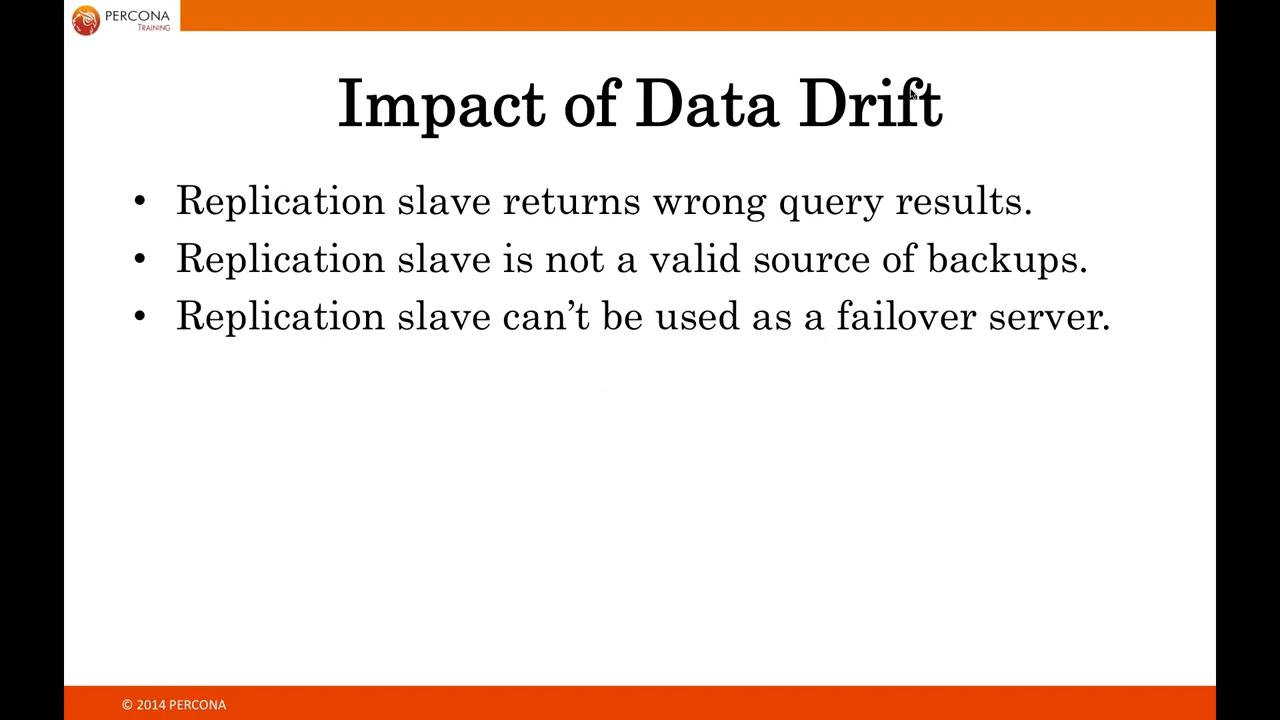 PERCONA
TRAINING
Impact of Data Drift
• Replication slave returns wrong query results.
• Replication slave is not a valid source of backups.
• Replication slave can’t be used as a failover server.
© 2014 PERCONA